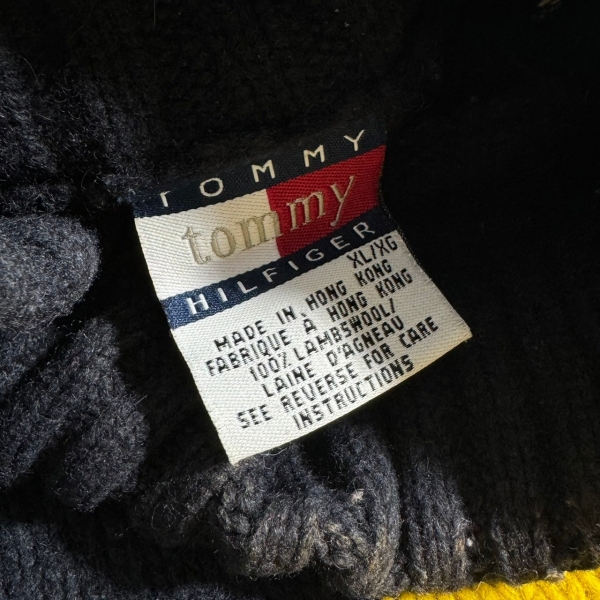 TOMMY
tommy
HILFIGER
XL/XG
MADE IN HONG KONG
FABRIQUE À HONG KONG
100% LAMBSWOOL/
LAINE D'AGNEAU
SEE REVERSE FOR CARE
INSTRUCTIONS